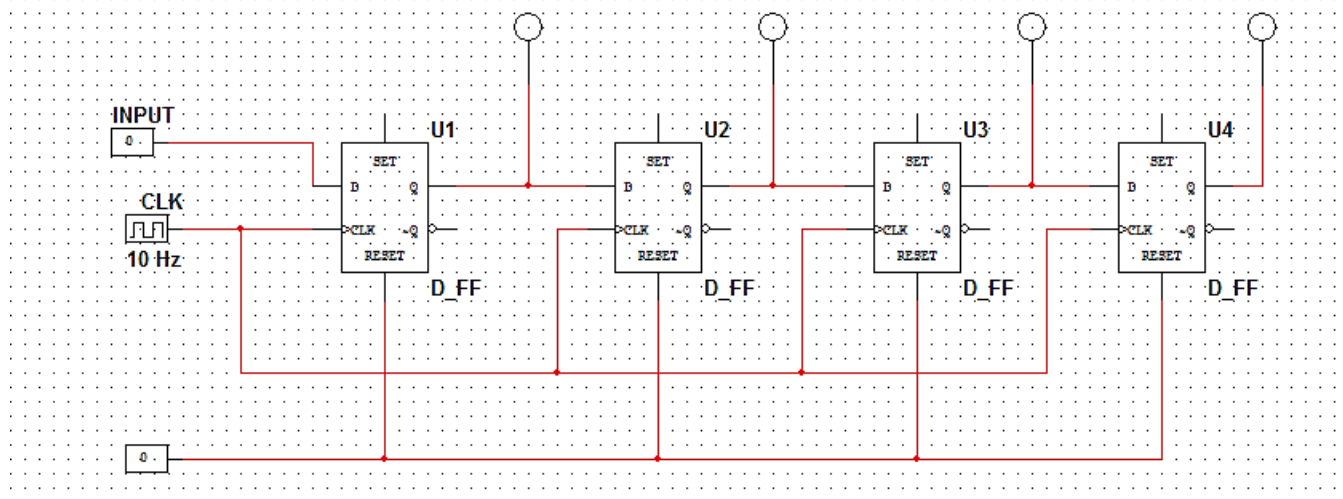 INPUT
0
CLK
10 Hz
U1
SET
D Q
CLK ~Q
RESET
D_FF
U2
SET
D Q
CLK ~Q
RESET
D_FF
U3
SET
D Q
CLK ~Q
RESET
D_FF
U4
SET
D Q
CLK ~Q
RESET
D_FF
0